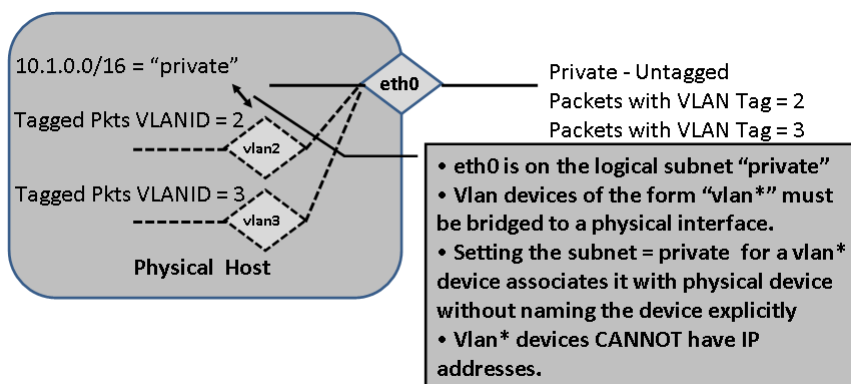 10.1.0.0/16 = “private”
eth0
Private - Untagged
Packets with VLAN Tag = 2
Packets with VLAN Tag = 3
Tagged Pkts VLANID = 2
vlan2
Tagged Pkts VLANID = 3
vlan3
Physical Host
• eth0 is on the logical subnet “private”
• Vlan devices of the form “vlan*” must
be bridged to a physical interface.
• Setting the subnet = private for a vlan*
device associates it with physical device
without naming the device explicitly
• Vlan* devices CANNOT have IP
addresses.